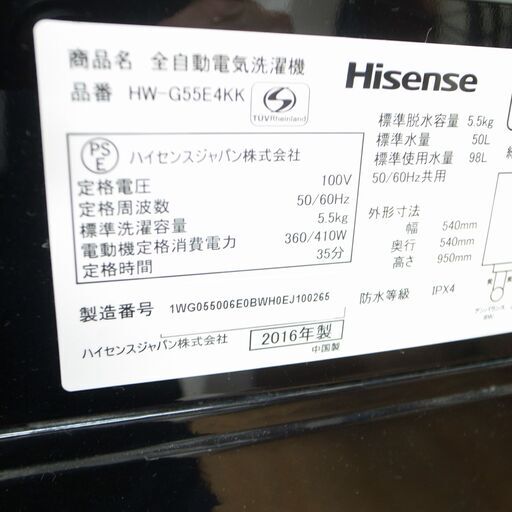 商品名 全自動電気洗濯機
品番 HW-G55E4KK
TÜVRheinland
PSE ハイセンスジャパン株式会社
定格電圧 100V
定格周波数 50/60Hz
標準洗濯容量 5.5kg
電動機定格消費電力 360/410W
定格時間 35分
製造番号 1WG055006E0BWH0EJ100265
ハイセンスジャパン株式会社 2016年製
中国製
Hisense
標準脱水容量 5.5kg
標準水量 50L
標準使用水量 98L
50/60Hz共用
外形寸法
幅 540mm
奥行 540mm
高さ 950mm
防水等級 IPX4